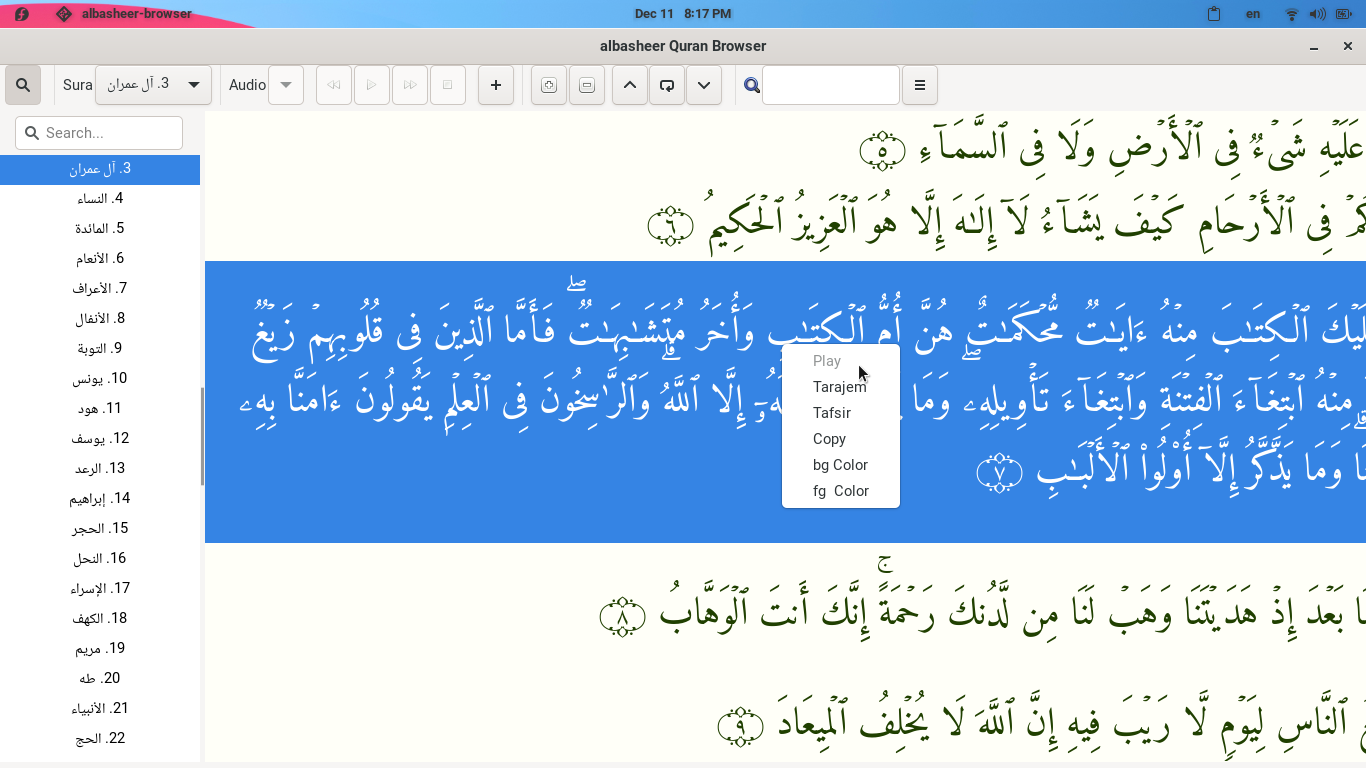 albasheer-browser
Dec 11 8:17 PM
en
albasheer Quran Browser
Sura
3. آل عمران
Audio
Search...
3. آل عمران
4. النساء
5. المائدة
6. الأنعام
7. الأعراف
8. الأنفال
9. التوبة
10. يونس
11. هود
12. يوسف
13. الرعد
14. إبراهيم
15. الحجر
16. النحل
17. الإسراء
18. الكهف
19. مريم
20. طه
21. الأنبياء
22. الحج
عَلَيْهِ شَىْءٌ فِى ٱلْأَرْضِ وَلَا فِى ٱلسَّمَآءِ ٥
فِى ٱلْأَرْحَامِ كَيْفَ يَشَآءُ لَآ إِلَـٰهَ إِلَّا هُوَ ٱلْعَزِيزُ ٱلْحَكِيمُ ٦
ٱلْكِتَـٰبَ مِنْهُ ءَايَـٰتٌ مُّحْكَمَـٰتٌ هُنَّ أُمُّ ٱلْكِتَـٰبِ وَأُخَرُ مُتَشَـٰبِهَـٰتٌ ۖ فَأَمَّا ٱلَّذِينَ فِى قُلُوبِهِمْ زَيْغٌ
مِنْهُ ٱبْتِغَآءَ ٱلْفِتْنَةِ وَٱبْتِغَآءَ تَأْوِيلِهِۦ ۖ وَمَا إِلَّا ٱللَّهُ ۗ وَٱلرَّٰسِخُونَ فِى ٱلْعِلْمِ يَقُولُونَ ءَامَنَّا بِهِۦ
وَمَا يَذَّكَّرُ إِلَّآ أُو۟لُوا۟ ٱلْأَلْبَـٰبِ ٧
بَعْدَ إِذْ هَدَيْتَنَا وَهَبْ لَنَا مِن لَّدُنكَ رَحْمَةً ۚ إِنَّكَ أَنتَ ٱلْوَهَّابُ ٨
ٱلنَّاسِ لِيَوْمٍ لَّا رَيْبَ فِيهِ إِنَّ ٱللَّهَ لَا يُخْلِفُ ٱلْمِيعَادَ ٩
Play
Tarajem
Tafsir
Copy
bg Color
fg Color